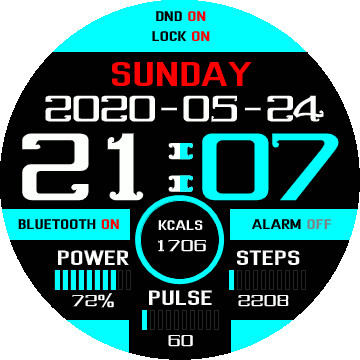 DND ON
LOCK ON
SUNDAY
2020-05-24
21:07
BLUETOOTH ON
KCALS
1706
ALARM OFF
POWER
72%
PULSE
60
STEPS
2208